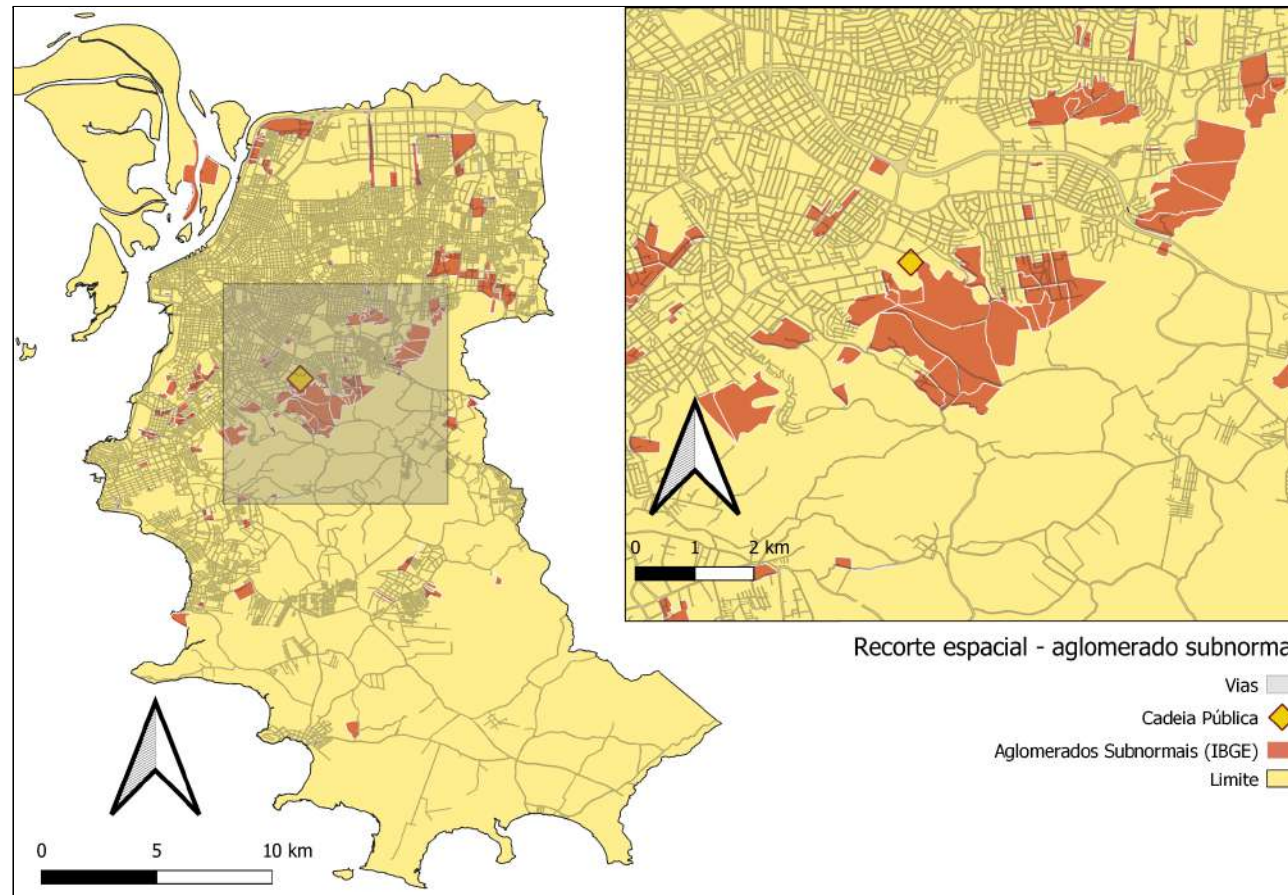 0 1 2 km
Recorte espacial - aglomerado subnorma
Vias
Cadeia Pública
Aglomerados Subnormais (IBGE)
Limite
0 5 10 km